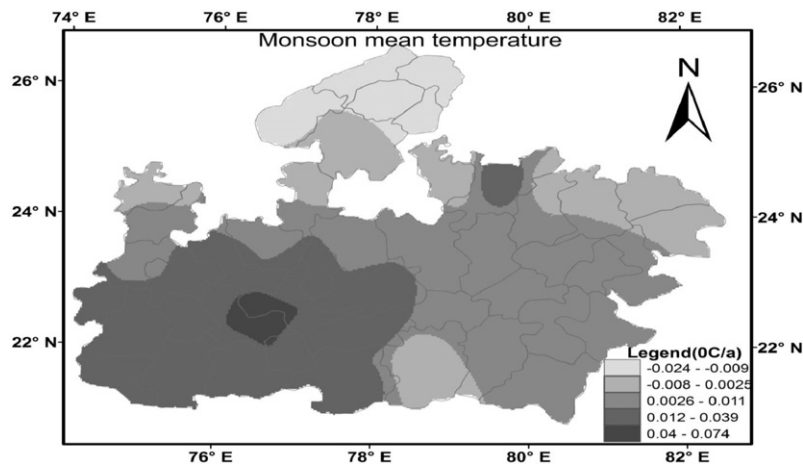 74° E 76° E 78° E 80° E 82° E
Monsoon mean temperature
26° N 26° N
N
24° N 24° N
22° N 22° N
Legend(0C/a)
-0.024 - -0.009
-0.008 - 0.0025
0.0026 - 0.011
0.012 - 0.039
0.04 - 0.074
76° E 78° E 80° E 82° E